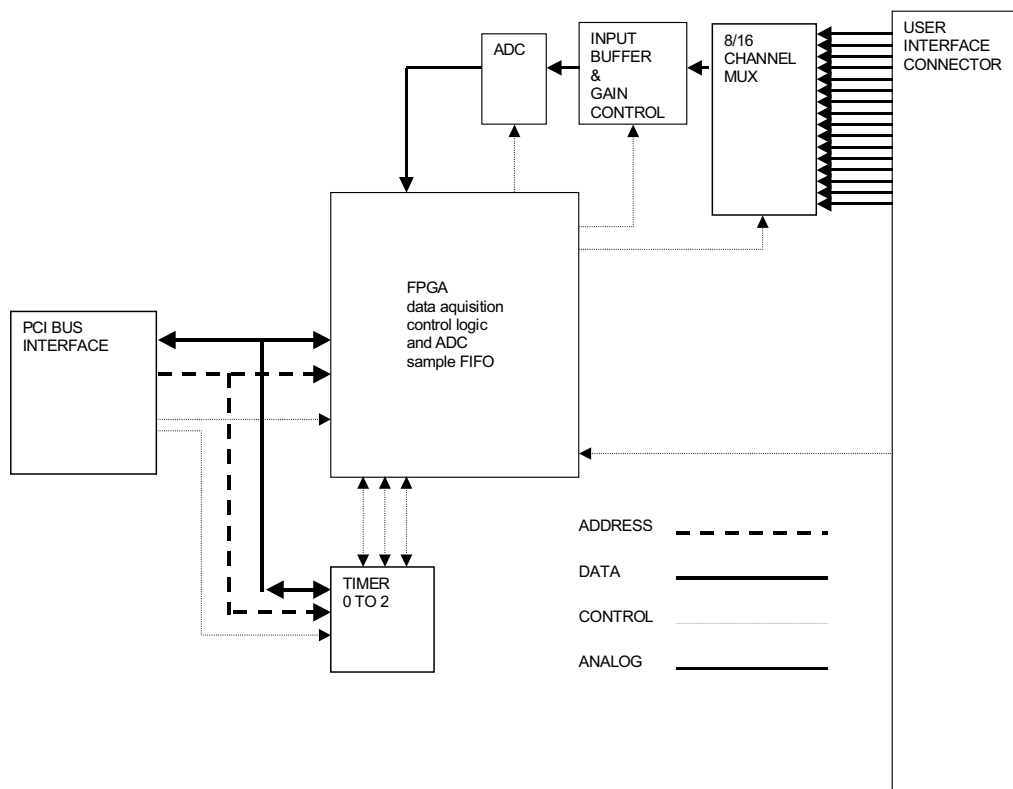 ADC
INPUT
BUFFER
&
GAIN
CONTROL
8/16
CHANNEL
MUX
USER
INTERFACE
CONNECTOR
FPGA
data aquisition
control logic
and ADC
sample FIFO
PCI BUS
INTERFACE
TIMER
0 TO 2
ADDRESS
DATA
CONTROL
ANALOG